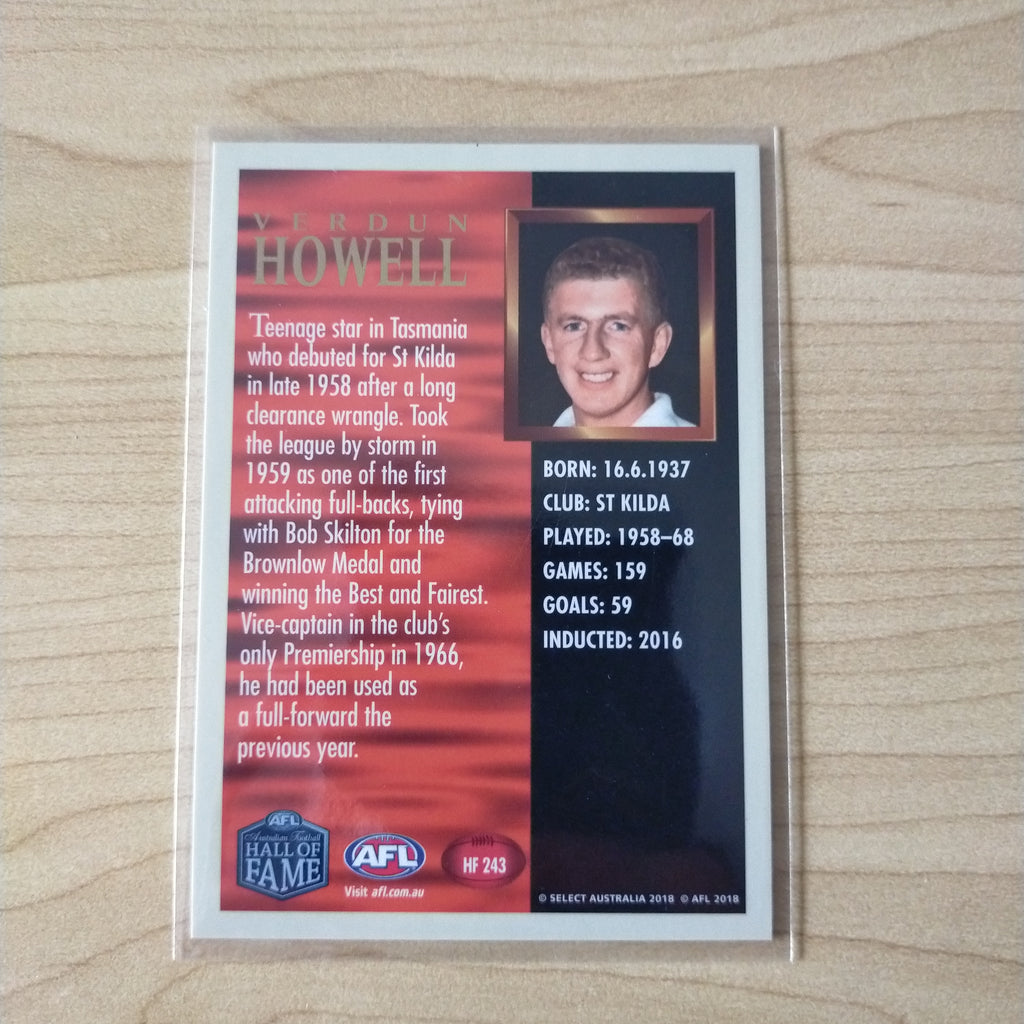 VERDUN
HOWELL
Teenage star in Tasmania
who debuted for St Kilda
in late 1958 after a long
clearance wrangle. Took
the league by storm in
1959 as one of the first
attacking full-backs, tying
with Bob Skilton for the
Brownlow Medal and
winning the Best and Fairest.
Vice-captain in the club's
only Premiership in 1966,
he had been used as
a full-forward the
previous year.
BORN: 16.6.1937
CLUB: ST KILDA
PLAYED: 1958–68
GAMES: 159
GOALS: 59
INDUCTED: 2016
AFL
Australian Football
HALL OF
FAME
AFL
Visit afl.com.au
HF 243
© SELECT AUSTRALIA 2018 © AFL 2018